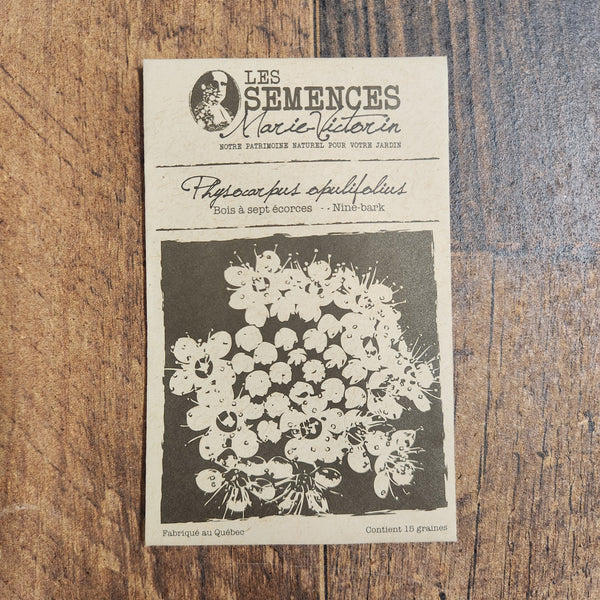 LES
SEMENCES
Marie-Victorin
NOTRE PATRIMOINE NATUREL POUR VOTRE JARDIN
Physocarpus opulifolius
Bois à sept écorces -- Nine-bark
Fabriqué au Québec
Contient 15 graines